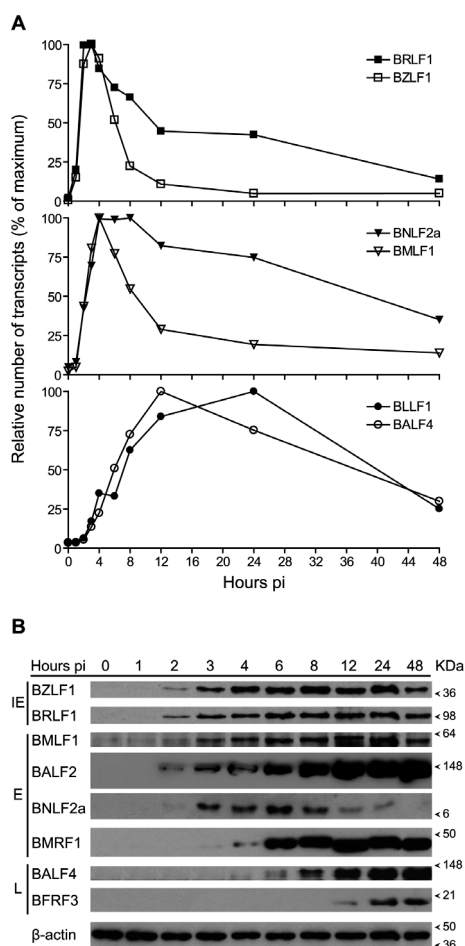 A
Relative number of transcripts (% of maximum)
100
75
50
25
0
BRLF1
BZLF1
100
75
50
25
0
BNLF2a
BMLF1
100
75
50
25
0
BLLF1
BALF4
0 4 8 12 16 20 24 28 32 36 40 44 48
Hours pi
B
Hours pi 0 1 2 3 4 6 8 12 24 48 KDa
IE
BZLF1 <36
BRLF1 <98
E
BMLF1 <64
BALF2 <148
BNLF2a <6
BMRF1 <50
L
BALF4 <148
BFRF3 <21
β-actin <50
<36